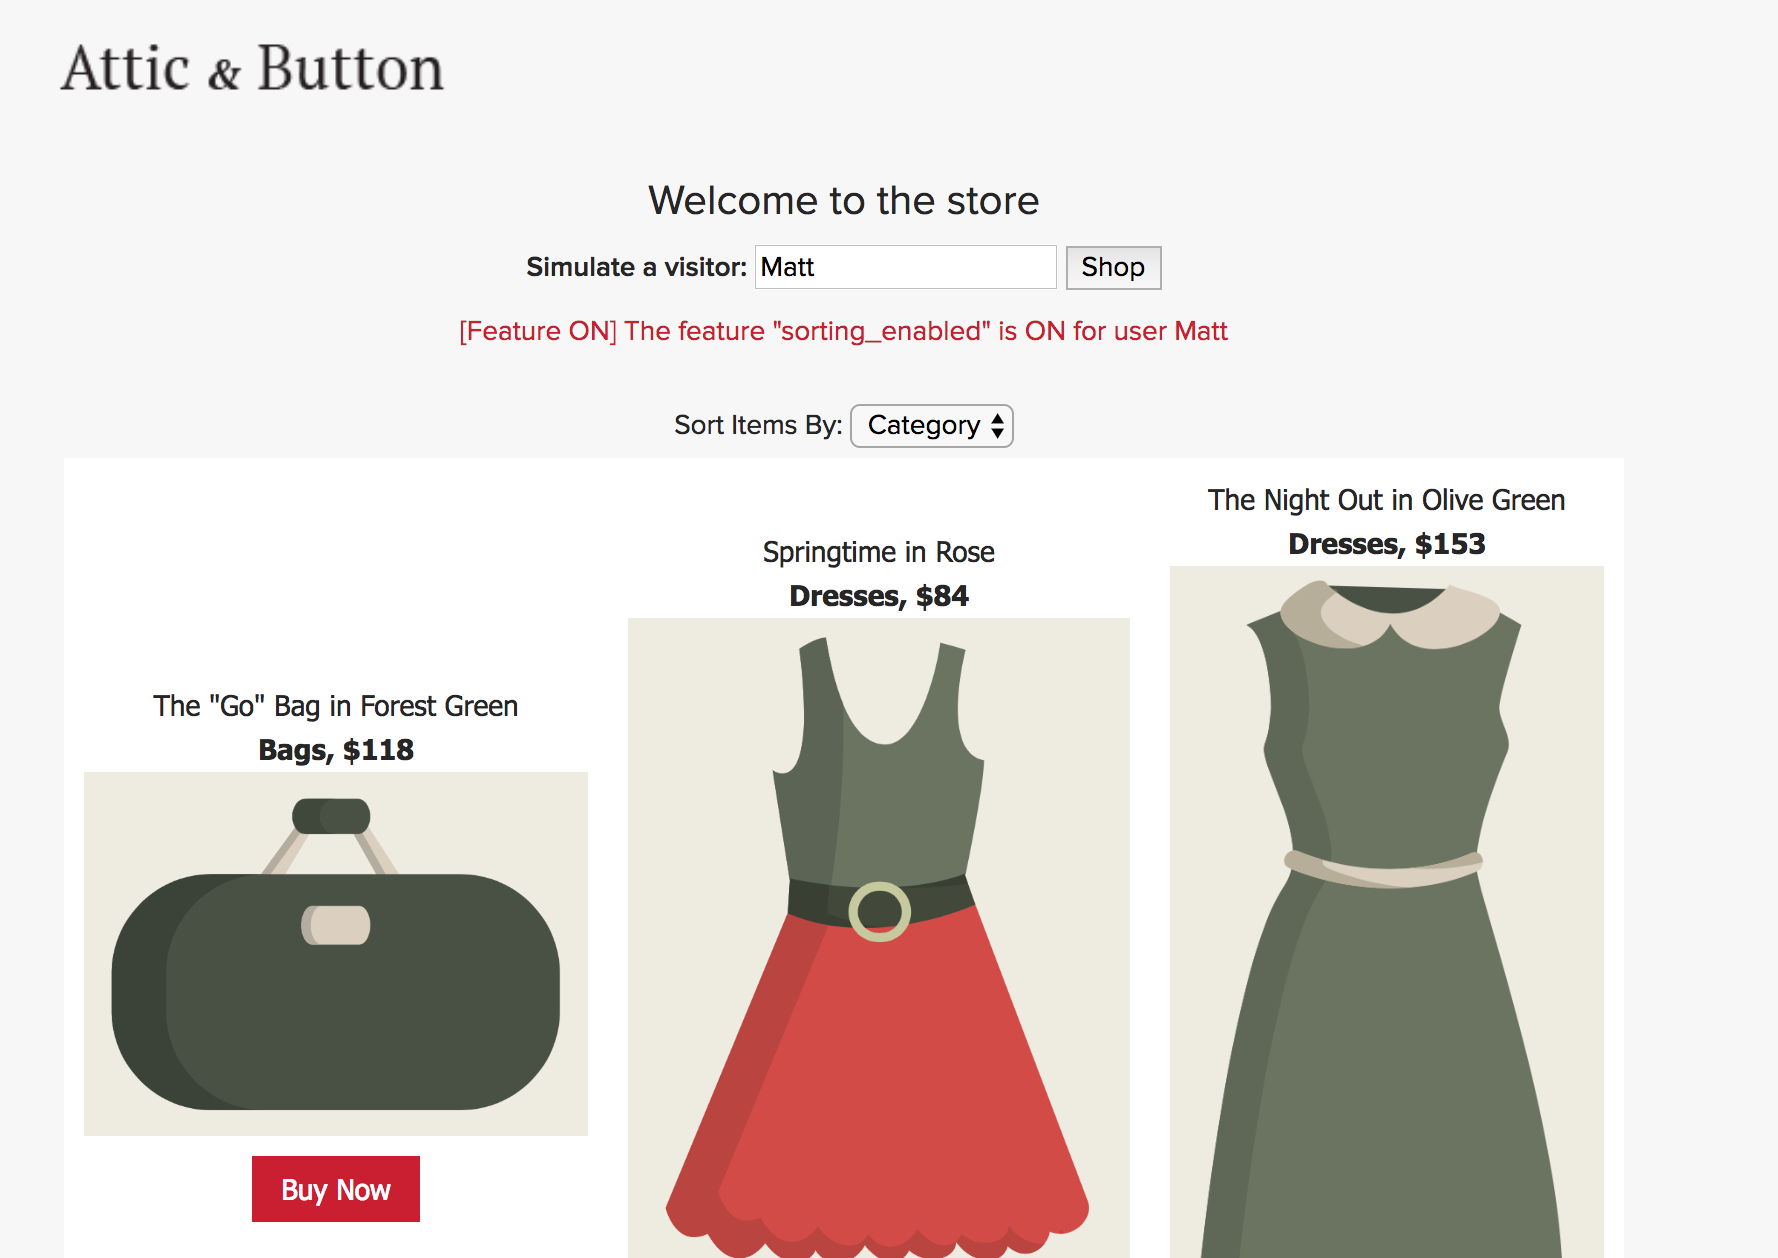 Attic & Button
Welcome to the store
Simulate a visitor: Matt Shop
[Feature ON] The feature "sorting_enabled" is ON for user Matt
Sort Items By: Category
The "Go" Bag in Forest Green
Bags, $118
Buy Now
Springtime in Rose
Dresses, $84
The Night Out in Olive Green
Dresses, $153